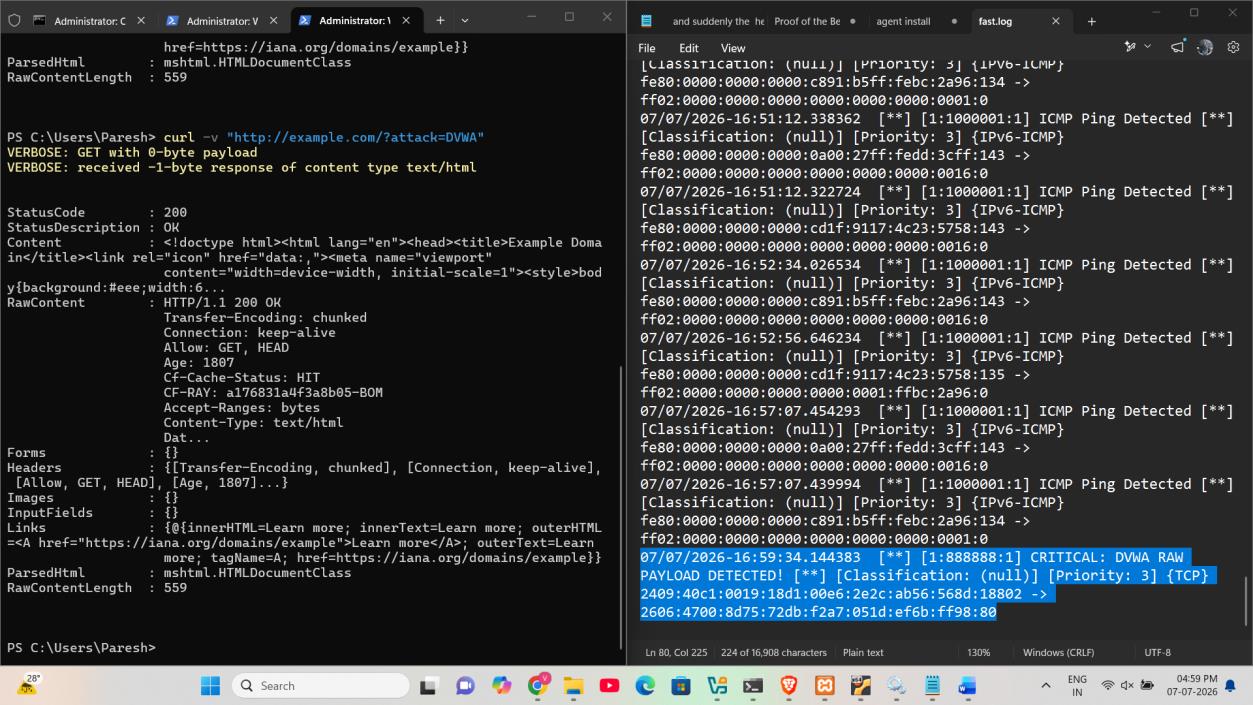 Administrator: C
Administrator: V
Administrator: \
href=https://iana.org/domains/example}}
ParsedHtml : mshtml.HTMLDocumentClass
RawContentLength : 559
PS C:\Users\Paresh> curl -v "http://example.com/?attack=DVWA"
VERBOSE: GET with 0-byte payload
VERBOSE: received -1-byte response of content type text/html
StatusCode : 200
StatusDescription : OK
Content : <!doctype html><html lang="en"><head><title>Example Doma
in</title><link rel="icon" href="data:,"><meta name="viewport"
content="width=device-width, initial-scale=1"><style>bod
y{background:#eee;width:6...
RawContent : HTTP/1.1 200 OK
Transfer-Encoding: chunked
Connection: keep-alive
Allow: GET, HEAD
Age: 1807
Cf-Cache-Status: HIT
CF-RAY: a176831a4f3a8b05-BOM
Accept-Ranges: bytes
Content-Type: text/html
Dat...
Forms : {}
Headers : {[Transfer-Encoding, chunked], [Connection, keep-alive],
[Allow, GET, HEAD], [Age, 1807]...}
Images : {}
InputFields : {}
Links : {@{innerHTML=Learn more; innerText=Learn more; outerHTML
=<A href="https://iana.org/domains/example">Learn more</A>; outerText=Learn
more; tagName=A; href=https://iana.org/domains/example}}
ParsedHtml : mshtml.HTMLDocumentClass
RawContentLength : 559
PS C:\Users\Paresh>
and suddenly the he
Proof of the Be
agent install
fast.log
File Edit View
[Classification: (null)] [Priority: 3] {IPv6-ICMP}
fe80:0000:0000:0000:c891:b5ff:febc:2a96:134 ->
ff02:0000:0000:0000:0000:0000:0000:0001:0
07/07/2026-16:51:12.338362 [**] [1:1000001:1] ICMP Ping Detected [**]
[Classification: (null)] [Priority: 3] {IPv6-ICMP}
fe80:0000:0000:0000:0a00:27ff:fedd:3cff:143 ->
ff02:0000:0000:0000:0000:0000:0000:0016:0
07/07/2026-16:51:12.322724 [**] [1:1000001:1] ICMP Ping Detected [**]
[Classification: (null)] [Priority: 3] {IPv6-ICMP}
fe80:0000:0000:0000:cd1f:9117:4c23:5758:143 ->
ff02:0000:0000:0000:0000:0000:0000:0016:0
07/07/2026-16:52:34.026534 [**] [1:1000001:1] ICMP Ping Detected [**]
[Classification: (null)] [Priority: 3] {IPv6-ICMP}
fe80:0000:0000:0000:c891:b5ff:febc:2a96:143 ->
ff02:0000:0000:0000:0000:0000:0000:0016:0
07/07/2026-16:52:56.646234 [**] [1:1000001:1] ICMP Ping Detected [**]
[Classification: (null)] [Priority: 3] {IPv6-ICMP}
fe80:0000:0000:0000:cd1f:9117:4c23:5758:135 ->
ff02:0000:0000:0000:0000:0001:ffbc:2a96:0
07/07/2026-16:57:07.454293 [**] [1:1000001:1] ICMP Ping Detected [**]
[Classification: (null)] [Priority: 3] {IPv6-ICMP}
fe80:0000:0000:0000:0a00:27ff:fedd:3cff:143 ->
ff02:0000:0000:0000:0000:0000:0000:0016:0
07/07/2026-16:57:07.439994 [**] [1:1000001:1] ICMP Ping Detected [**]
[Classification: (null)] [Priority: 3] {IPv6-ICMP}
fe80:0000:0000:0000:c891:b5ff:febc:2a96:134 ->
ff02:0000:0000:0000:0000:0000:0000:0001:0
07/07/2026-16:59:34.144383 [**] [1:888888:1] CRITICAL: DVWA RAW
PAYLOAD DETECTED! [**] [Classification: (null)] [Priority: 3] {TCP}
2409:40c1:0019:18d1:00e6:2e2c:ab56:568d:18802 ->
2606:4700:8d75:72db:f2a7:051d:ef6b:ff98:80
Ln 80, Col 225
224 of 16,908 characters
Plain text
130%
Windows (CRLF)
UTF-8
28°
Search
ENG
IN
04:59 PM
07-07-2026